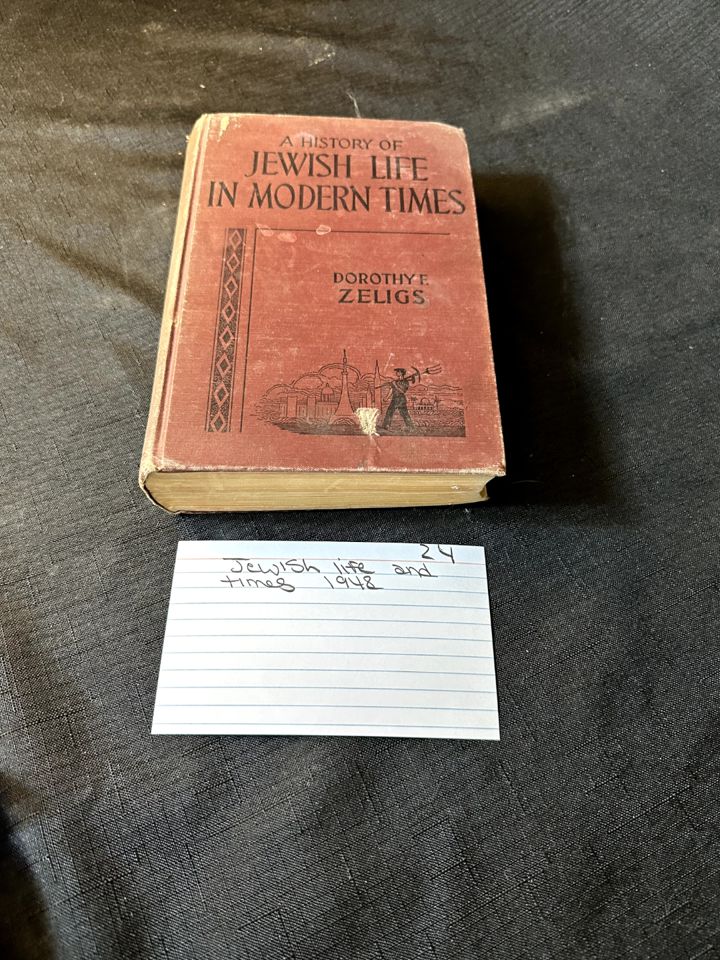 A HISTORY OF
JEWISH LIFE
IN MODERN TIMES
DOROTHY F.
ZELIGS
24
Jewish life and
times 1948